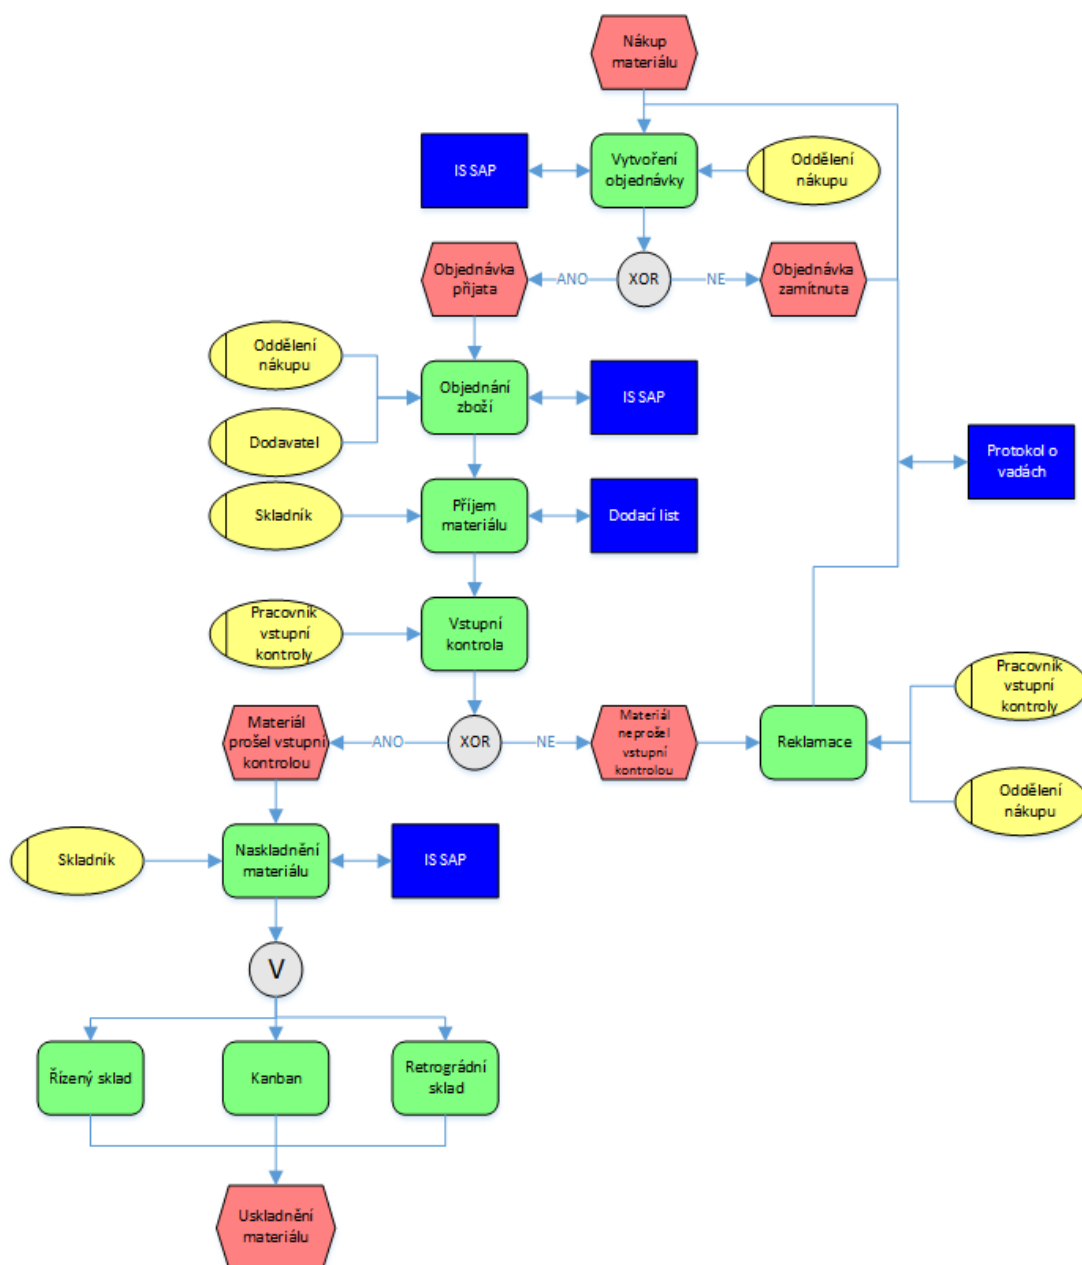 Nákup
materiálu
IS SAP
Vytvoření
objednávky
Oddělení
nákupu
Objednávka
přijata
ANO
XOR
NE
Objednávka
zamítnuta
Oddělení
nákupu
Objednání
zboží
IS SAP
Dodavatel
Protokol o
vadách
Skladník
Příjem
materiálu
Dodací list
Pracovník
vstupní
kontroly
Vstupní
kontrola
Pracovník
vstupní
kontroly
Materiál
prošel vstupní
kontrolou
ANO
XOR
NE
Materiál
neprošel
vstupní
kontrolou
Reklamace
Oddělení
nákupu
Skladník
Naskladnění
materiálu
IS SAP
V
Řízený sklad
Kanban
Retrográdní
sklad
Uskladnění
materiálu